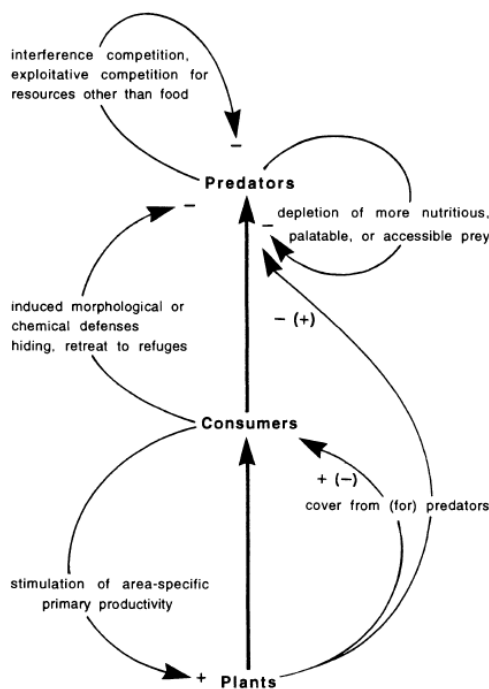 interference competition,
exploitative competition for
resources other than food
−
Predators
−
−
depletion of more nutritious,
palatable, or accessible prey
induced morphological or
chemical defenses
hiding, retreat to refuges
− (+)
Consumers
+ (−)
cover from (for) predators
stimulation of area-specific
primary productivity
+ Plants